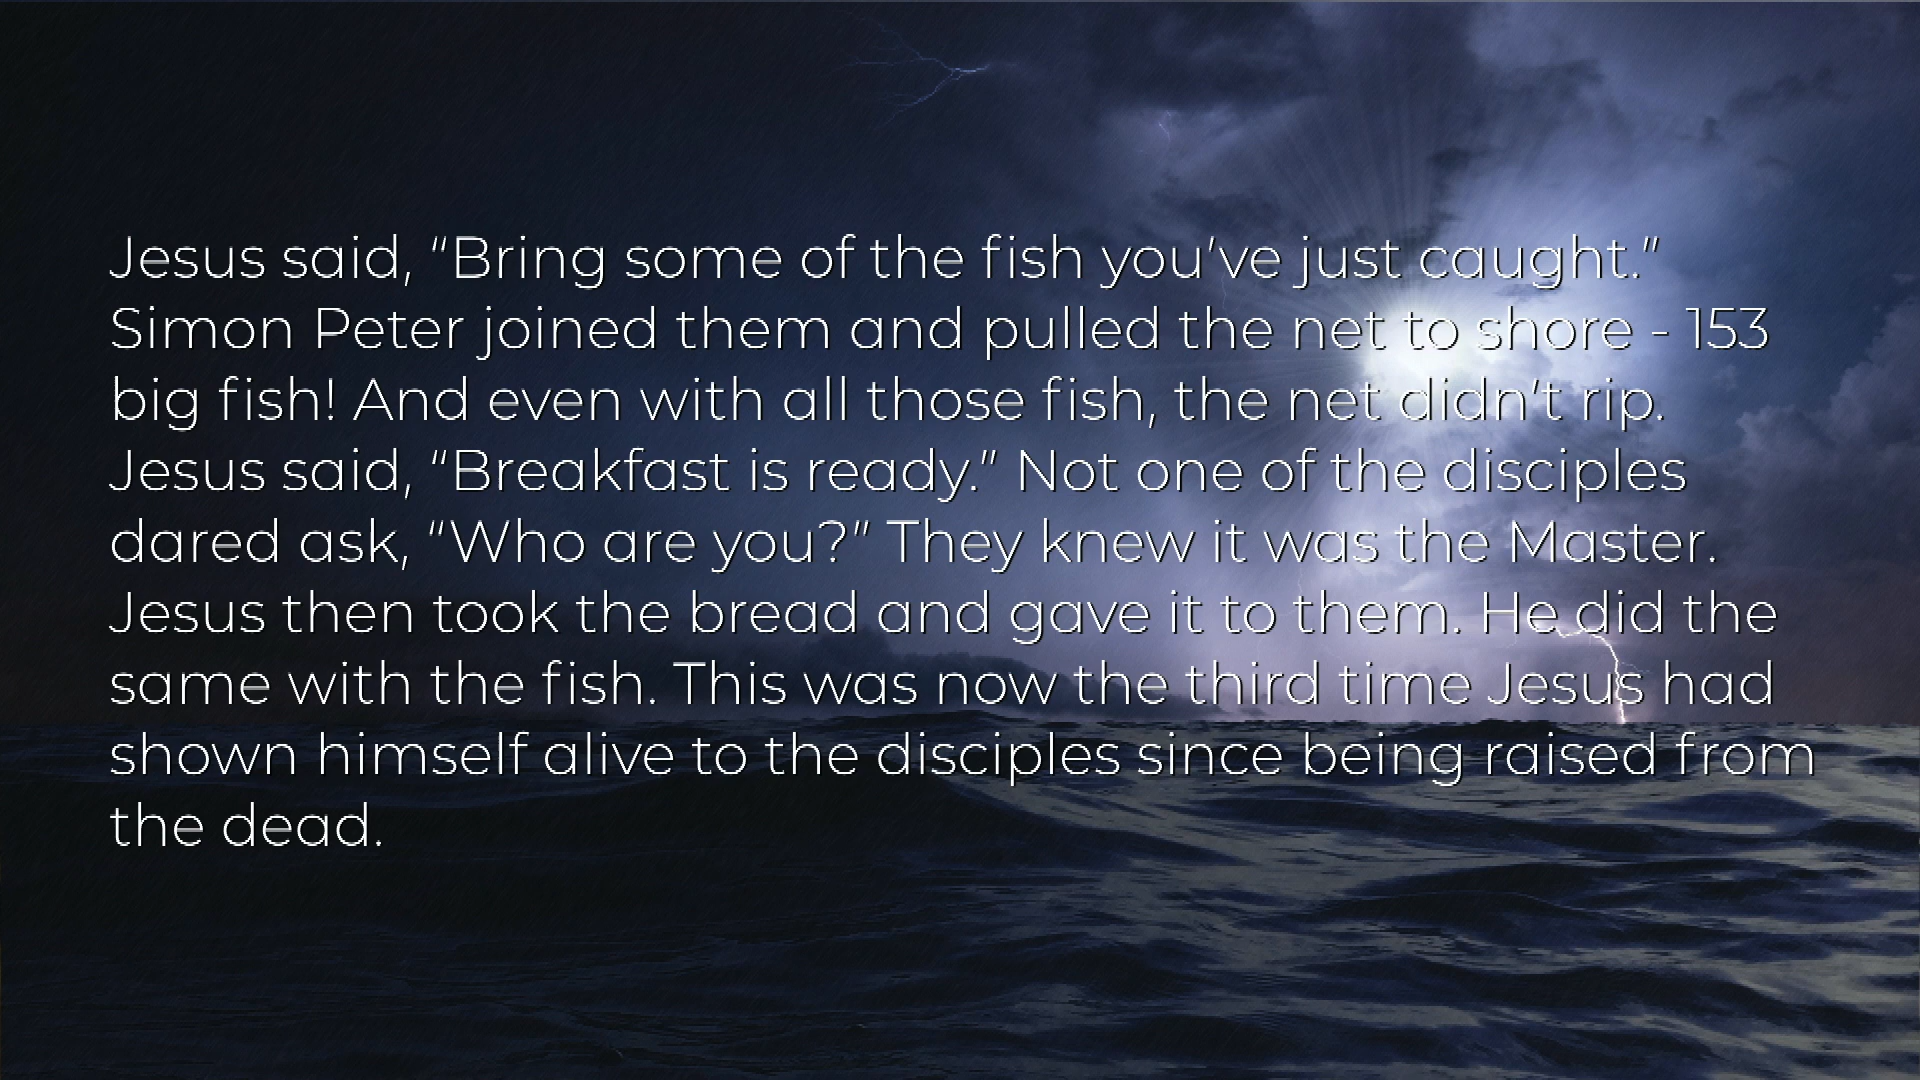 Jesus said, “Bring some of the fish you’ve just caught.”
Simon Peter joined them and pulled the net to shore - 153
big fish! And even with all those fish, the net didn’t rip.
Jesus said, “Breakfast is ready.” Not one of the disciples
dared ask, “Who are you?” They knew it was the Master.
Jesus then took the bread and gave it to them. He did the
same with the fish. This was now the third time Jesus had
shown himself alive to the disciples since being raised from
the dead.